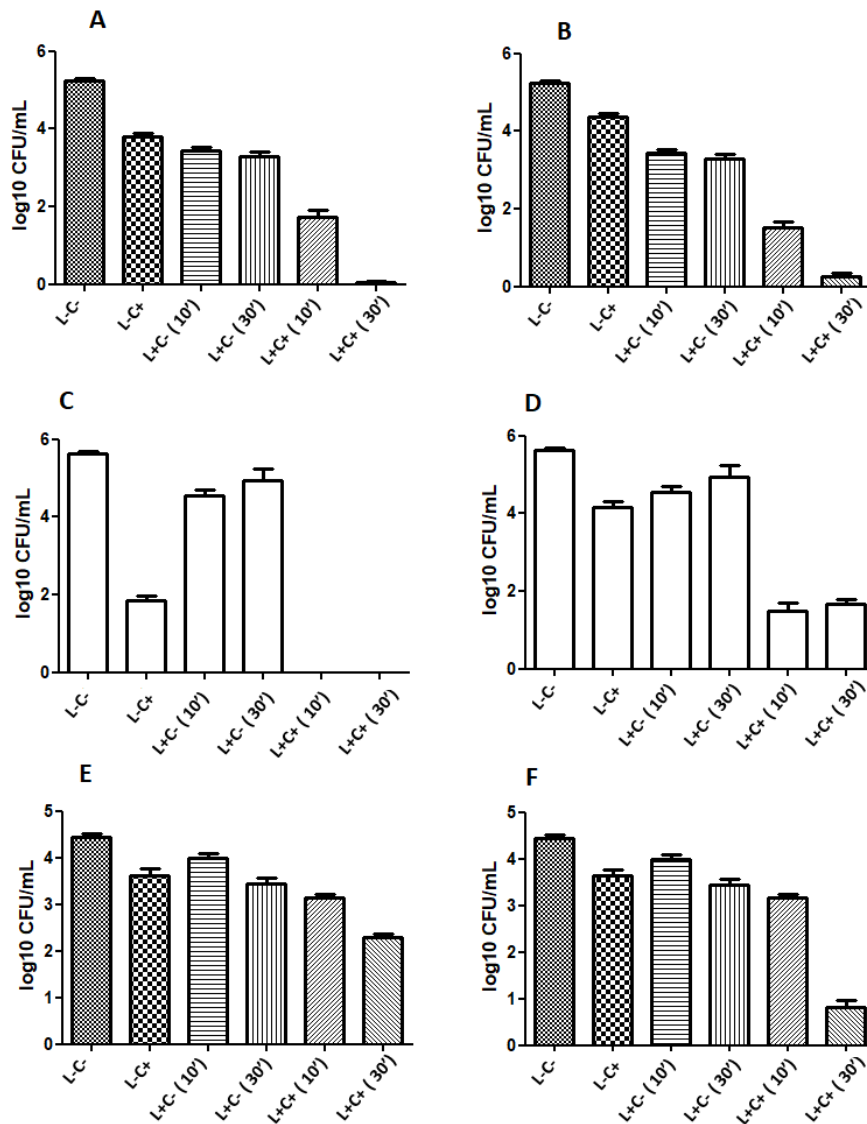 A
log10 CFU/mL
6
4
2
0
L-C-
L-C+
L+C- ( 10')
L+C- ( 30')
L+C+ ( 10')
L+C+ ( 30')
B
log10 CFU/mL
6
4
2
0
L-C-
L-C+
L+C- ( 10')
L+C- ( 30')
L+C+ ( 10')
L+C+ ( 30')
C
log10 CFU/mL
6
4
2
0
L-C-
L-C+
L+C- ( 10')
L+C- ( 30')
L+C+ ( 10')
L+C+ ( 30')
D
log10 CFU/mL
6
4
2
0
L-C-
L-C+
L+C- ( 10')
L+C- ( 30')
L+C+ ( 10')
L+C+ ( 30')
E
log10 CFU/mL
5
4
3
2
1
0
L-C-
L-C+
L+C- ( 10')
L+C- ( 30')
L+C+ ( 10')
L+C+ ( 30')
F
log10 CFU/mL
5
4
3
2
1
0
L-C-
L-C+
L+C- ( 10')
L+C- ( 30')
L+C+ ( 10')
L+C+ ( 30')